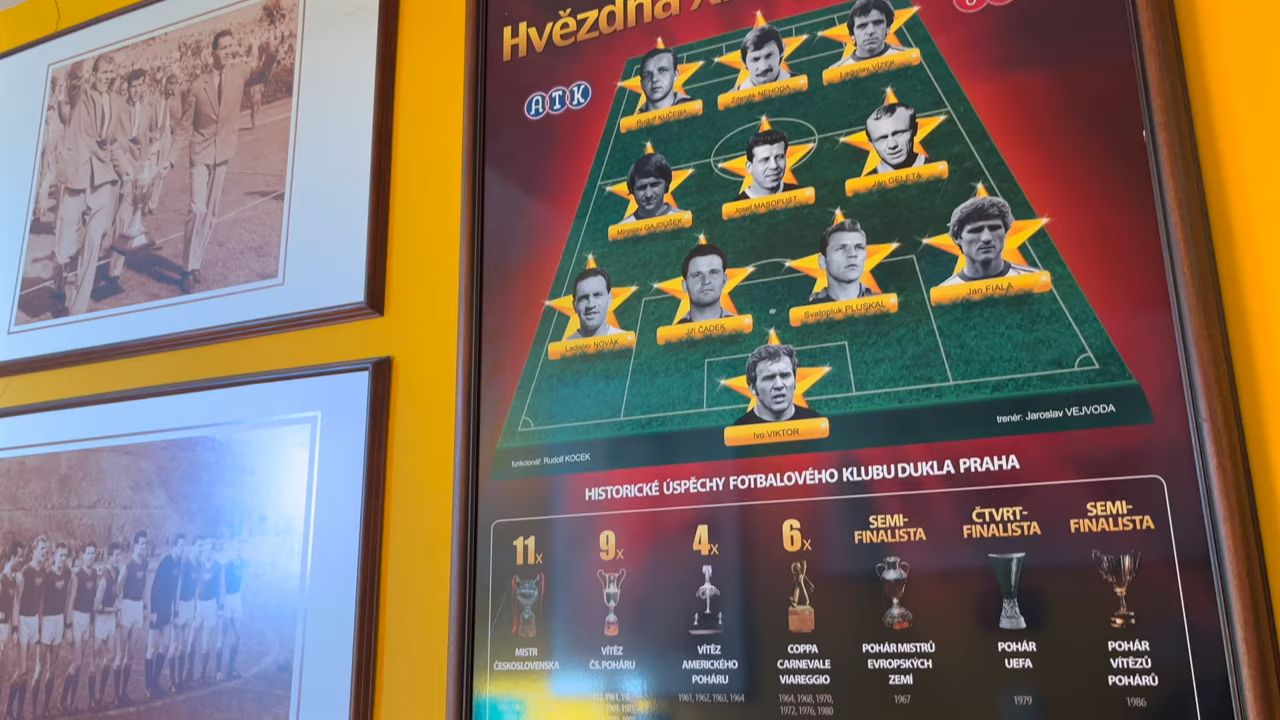 Hvězdná
ATK
Rudolf KUČERA
Zdeněk NEHODA
Ladislav VÍZEK
Miroslav GAJDŮŠEK
Josef MASOPUST
Ján GELETA
Ladislav NOVÁK
Jiří ČADEK
Svatopluk PLUSKAL
Jan FIALA
Ivo VIKTOR
funkcionář: Rudolf KOCEK
trenér: Jaroslav VEJVODA
HISTORICKÉ ÚSPĚCHY FOTBALOVÉHO KLUBU DUKLA PRAHA
11x
MISTR
ČESKOSLOVENSKA
9x
VÍTĚZ
ČS. POHÁRU
4x
VÍTĚZ
AMERICKÉHO
POHÁRU
1961, 1962, 1963, 1964
6x
COPPA
CARNEVALE
VIAREGGIO
1964, 1968, 1970,
1972, 1976, 1980
SEMI-
FINALISTA
POHÁR MISTRŮ
EVROPSKÝCH
ZEMÍ
1967
ČTVRT-
FINALISTA
POHÁR
UEFA
1979
SEMI-
FINALISTA
POHÁR
VÍTĚZŮ
POHÁRŮ
1986